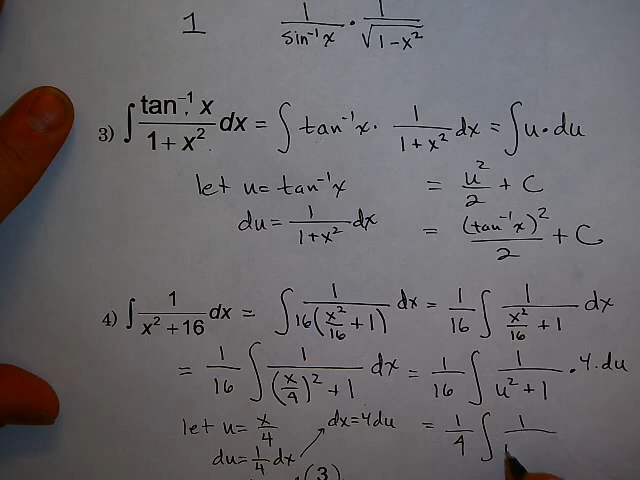 1 1/sin⁻¹x · 1/√(1-x²)
3) ∫ tan⁻¹ x/(1+x²) dx = ∫ tan⁻¹x · 1/(1+x²) dx = ∫ u·du
let u = tan⁻¹x = u²/2 + C
du = 1/(1+x²) dx = (tan⁻¹x)²/2 + C
4) ∫ 1/(x²+16) dx = ∫ 1/(16(x²/16 + 1)) dx = 1/16 ∫ 1/(x²/16 + 1) dx
= 1/16 ∫ 1/((x/4)² + 1) dx = 1/16 ∫ 1/(u²+1) · 4·du
let u = x/4 dx = 4du = 1/4 ∫ 1
du = 1/4 dx
(3)